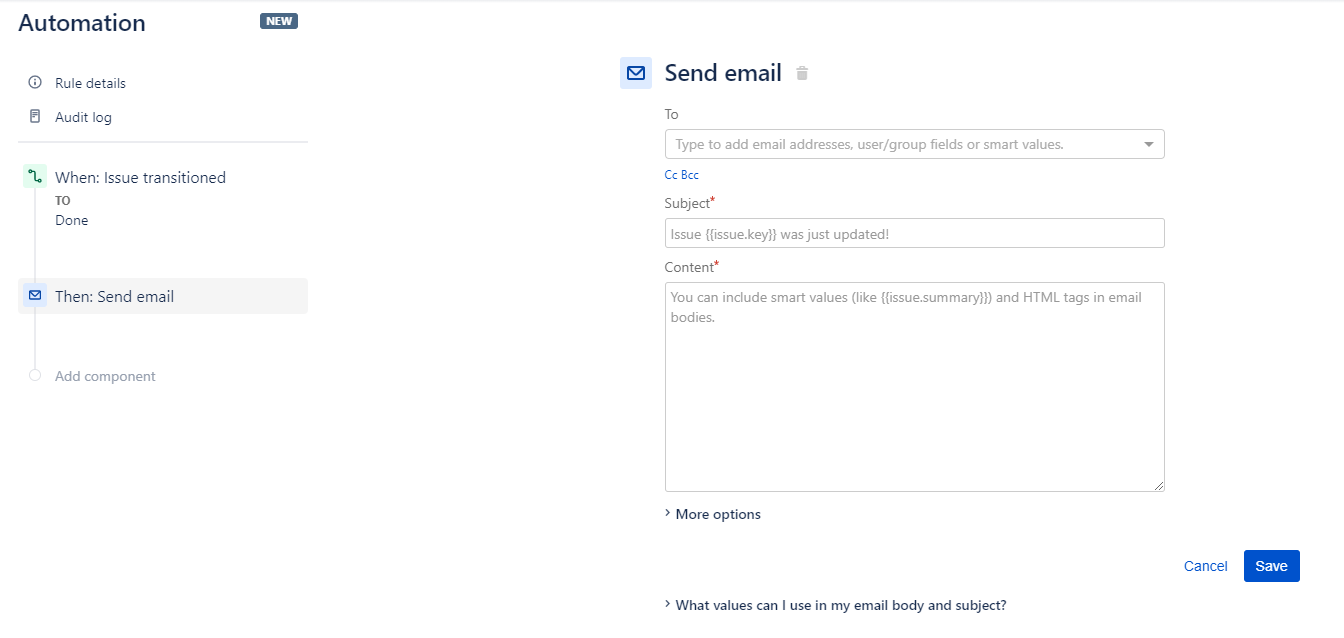 Automation
NEW
Rule details
Audit log
When: Issue transitioned
TO
Done
Then: Send email
Add component
Send email
To
Type to add email addresses, user/group fields or smart values.
Cc Bcc
Subject*
Issue {{issue.key}} was just updated!
Content*
You can include smart values (like {{issue.summary}}) and HTML tags in email
bodies.
More options
Cancel
Save
What values can I use in my email body and subject?